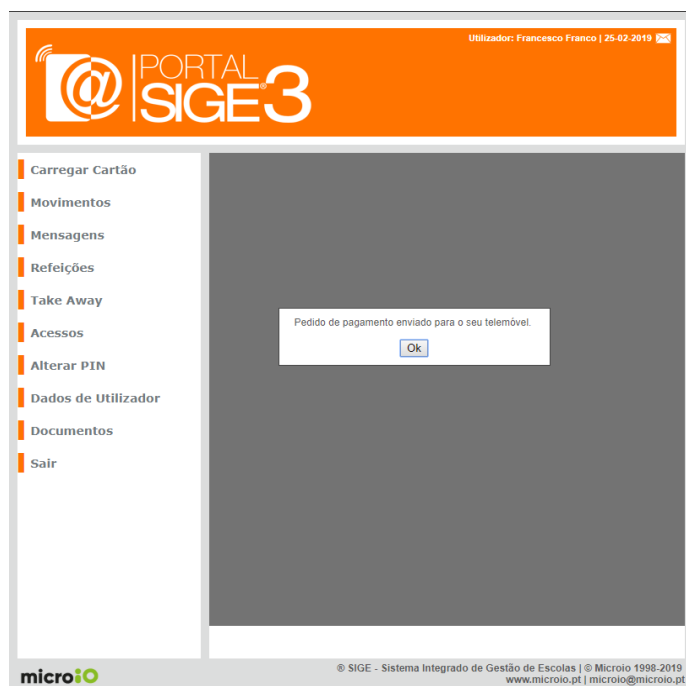 Utilizador: Francesco Franco | 25-02-2019
@ PORTAL
SIGE®3
Carregar Cartão
Movimentos
Mensagens
Refeições
Take Away
Acessos
Alterar PIN
Dados de Utilizador
Documentos
Sair
Pedido de pagamento enviado para o seu telemòvel.
Ok
microiO
® SIGE - Sistema Integrado de Gestão de Escolas | © Microio 1998-2019
www.microio.pt | microio@microio.pt